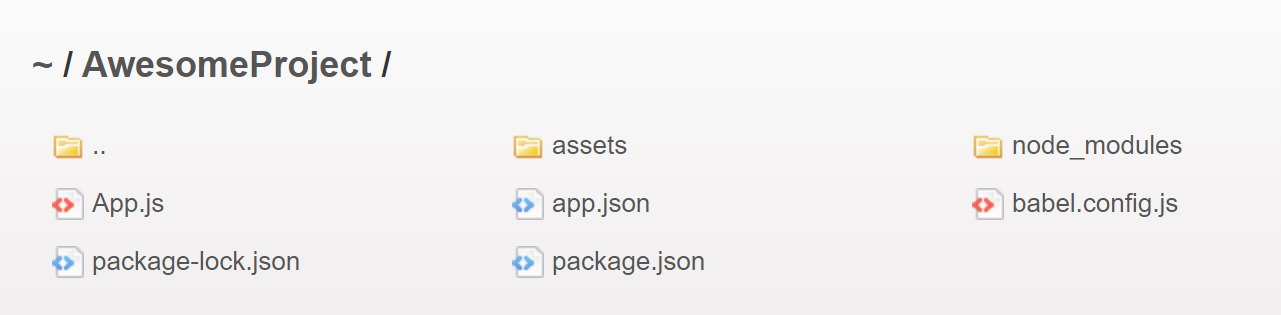 ~ / AwesomeProject /
.. assets node_modules
App.js app.json babel.config.js
package-lock.json package.json